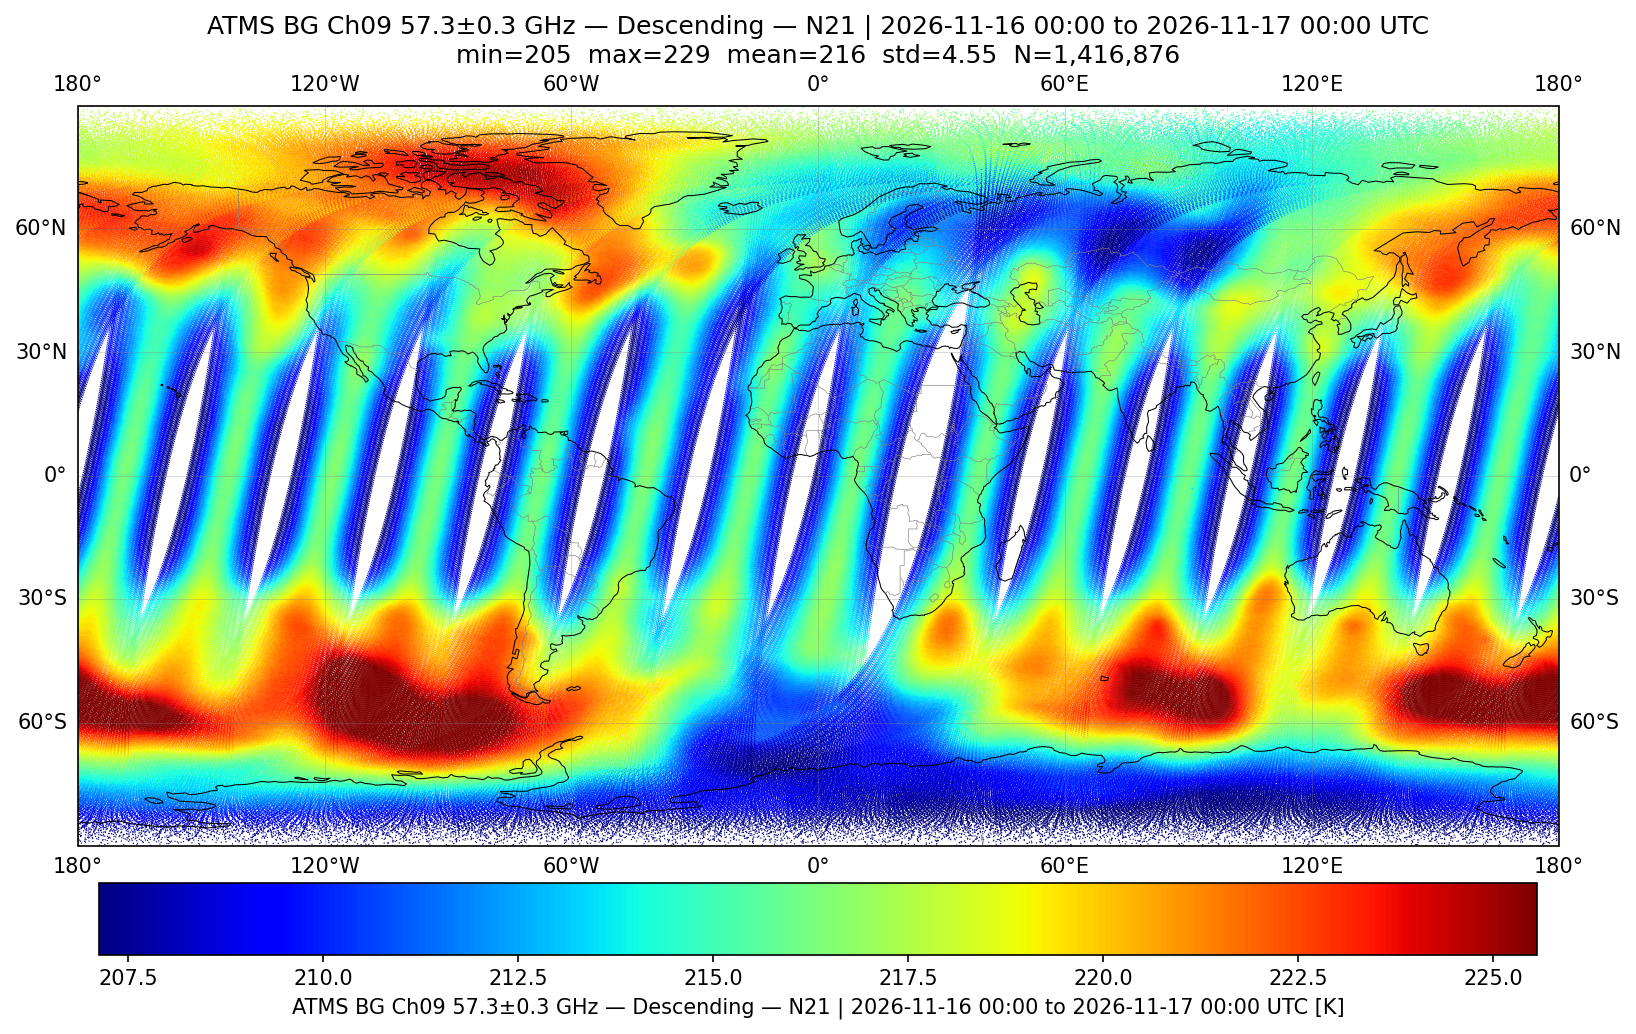 ATMS BG Ch09 57.3±0.3 GHz — Descending — N21 | 2026-11-16 00:00 to 2026-11-17 00:00 UTC
min=205 max=229 mean=216 std=4.55 N=1,416,876
180° 120°W 60°W 0° 60°E 120°E 180°
60°N 60°N
30°N 30°N
0° 0°
30°S 30°S
60°S 60°S
180° 120°W 60°W 0° 60°E 120°E 180°
207.5 210.0 212.5 215.0 217.5 220.0 222.5 225.0
ATMS BG Ch09 57.3±0.3 GHz — Descending — N21 | 2026-11-16 00:00 to 2026-11-17 00:00 UTC [K]